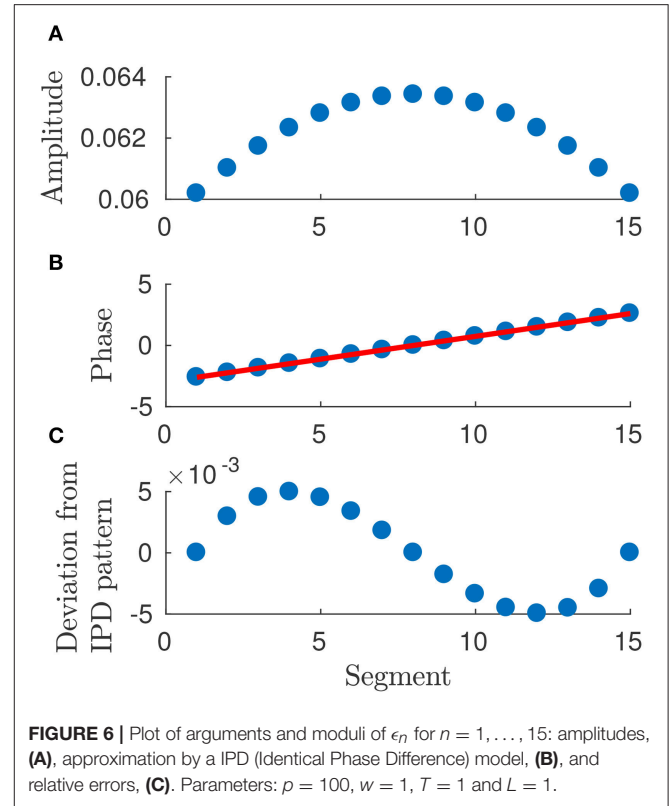 A
Amplitude
0.064
0.062
0.06
0 5 10 15
B
Phase
5
0
-5
0 5 10 15
C
Deviation from
IPD pattern
×10⁻³
5
0
-5
0 5 10 15
Segment
FIGURE 6 | Plot of arguments and moduli of ϵₙ for n = 1, . . . , 15: amplitudes,
(A), approximation by a IPD (Identical Phase Difference) model, (B), and
relative errors, (C). Parameters: p = 100, w = 1, T = 1 and L = 1.